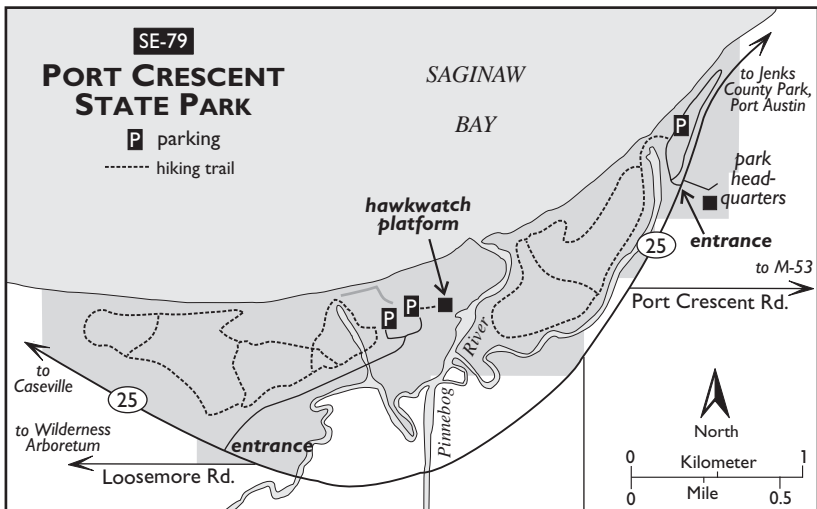 SE-79
PORT CRESCENT
STATE PARK
P parking
hiking trail
SAGINAW
BAY
to Jenks
County Park,
Port Austin
P
park
head-
quarters
hawkwatch
platform
25
entrance
to M-53
Port Crescent Rd.
P
P
River
Pinnebog
to
Caseville
25
to Wilderness
Arboretum
entrance
Loosemore Rd.
North
0 Kilometer 1
0 Mile 0.5